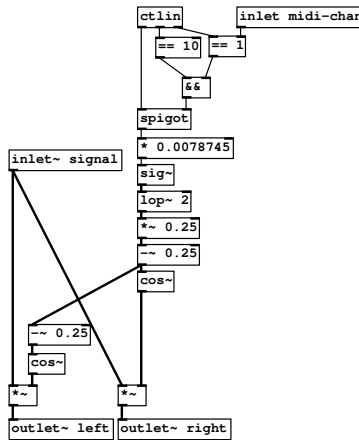 ctlin
inlet midi-chan
== 10
== 1
&&
spigot
* 0.0078745
inlet~ signal
sig~
lop~ 2
*~ 0.25
-~ 0.25
cos~
-~ 0.25
cos~
*~
*~
outlet~ left
outlet~ right